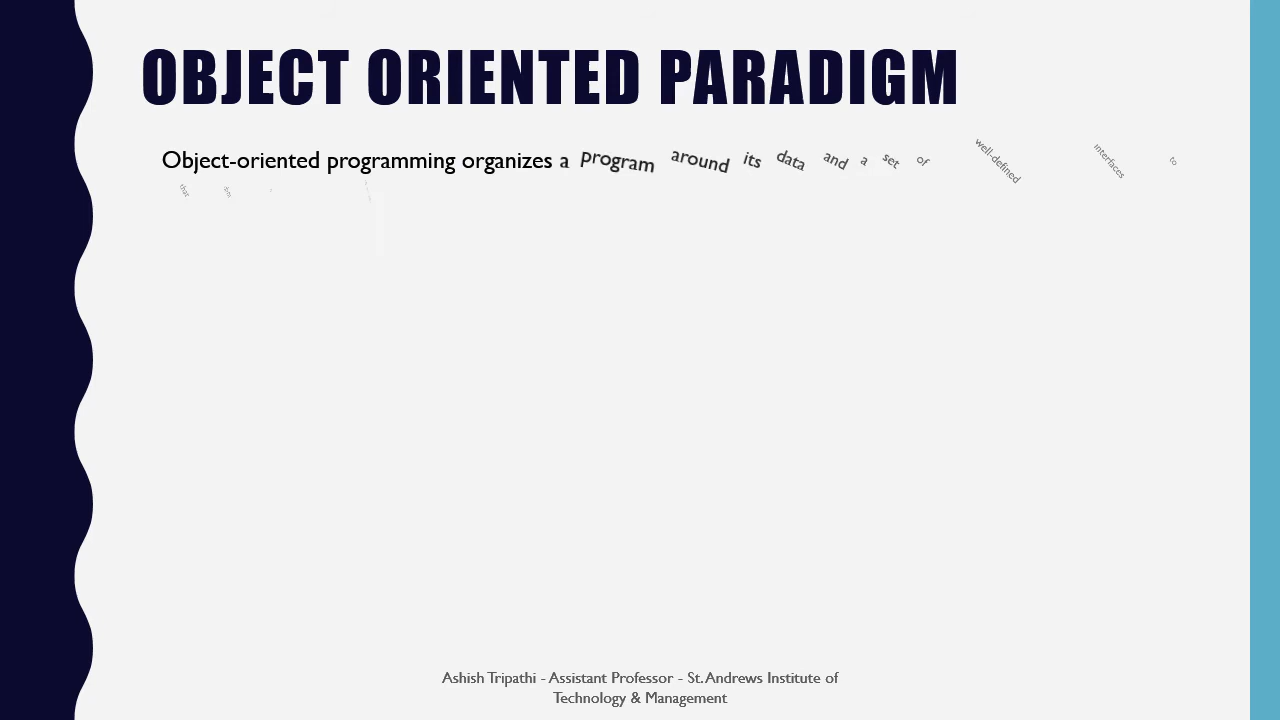 OBJECT ORIENTED PARADIGM
Object-oriented programming organizes a program around its data and a set of well-defined interfaces to
that
Ashish Tripathi - Assistant Professor - St. Andrews Institute of
Technology & Management